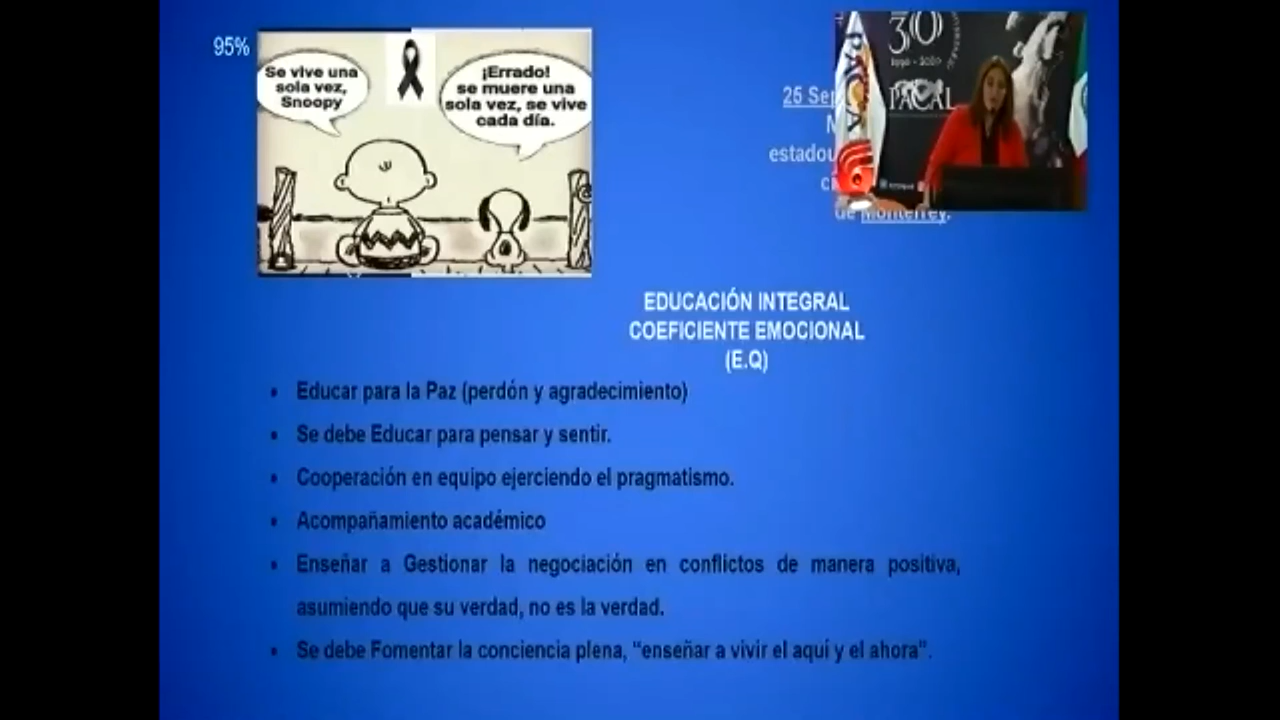 95%
Se vive una
sola vez,
Snoopy
¡Errado!
se muere una
sola vez, se vive
cada día.
25 Sep
estadou
de Monterrey.
30
1990 - 2020
PACAL
EDUCACIÓN INTEGRAL
COEFICIENTE EMOCIONAL
(E.Q)
• Educar para la Paz (perdón y agradecimiento)
• Se debe Educar para pensar y sentir.
• Cooperación en equipo ejerciendo el pragmatismo.
• Acompañamiento académico
• Enseñar a Gestionar la negociación en conflictos de manera positiva,
asumiendo que su verdad, no es la verdad.
• Se debe Fomentar la conciencia plena, “enseñar a vivir el aquí y el ahora”.